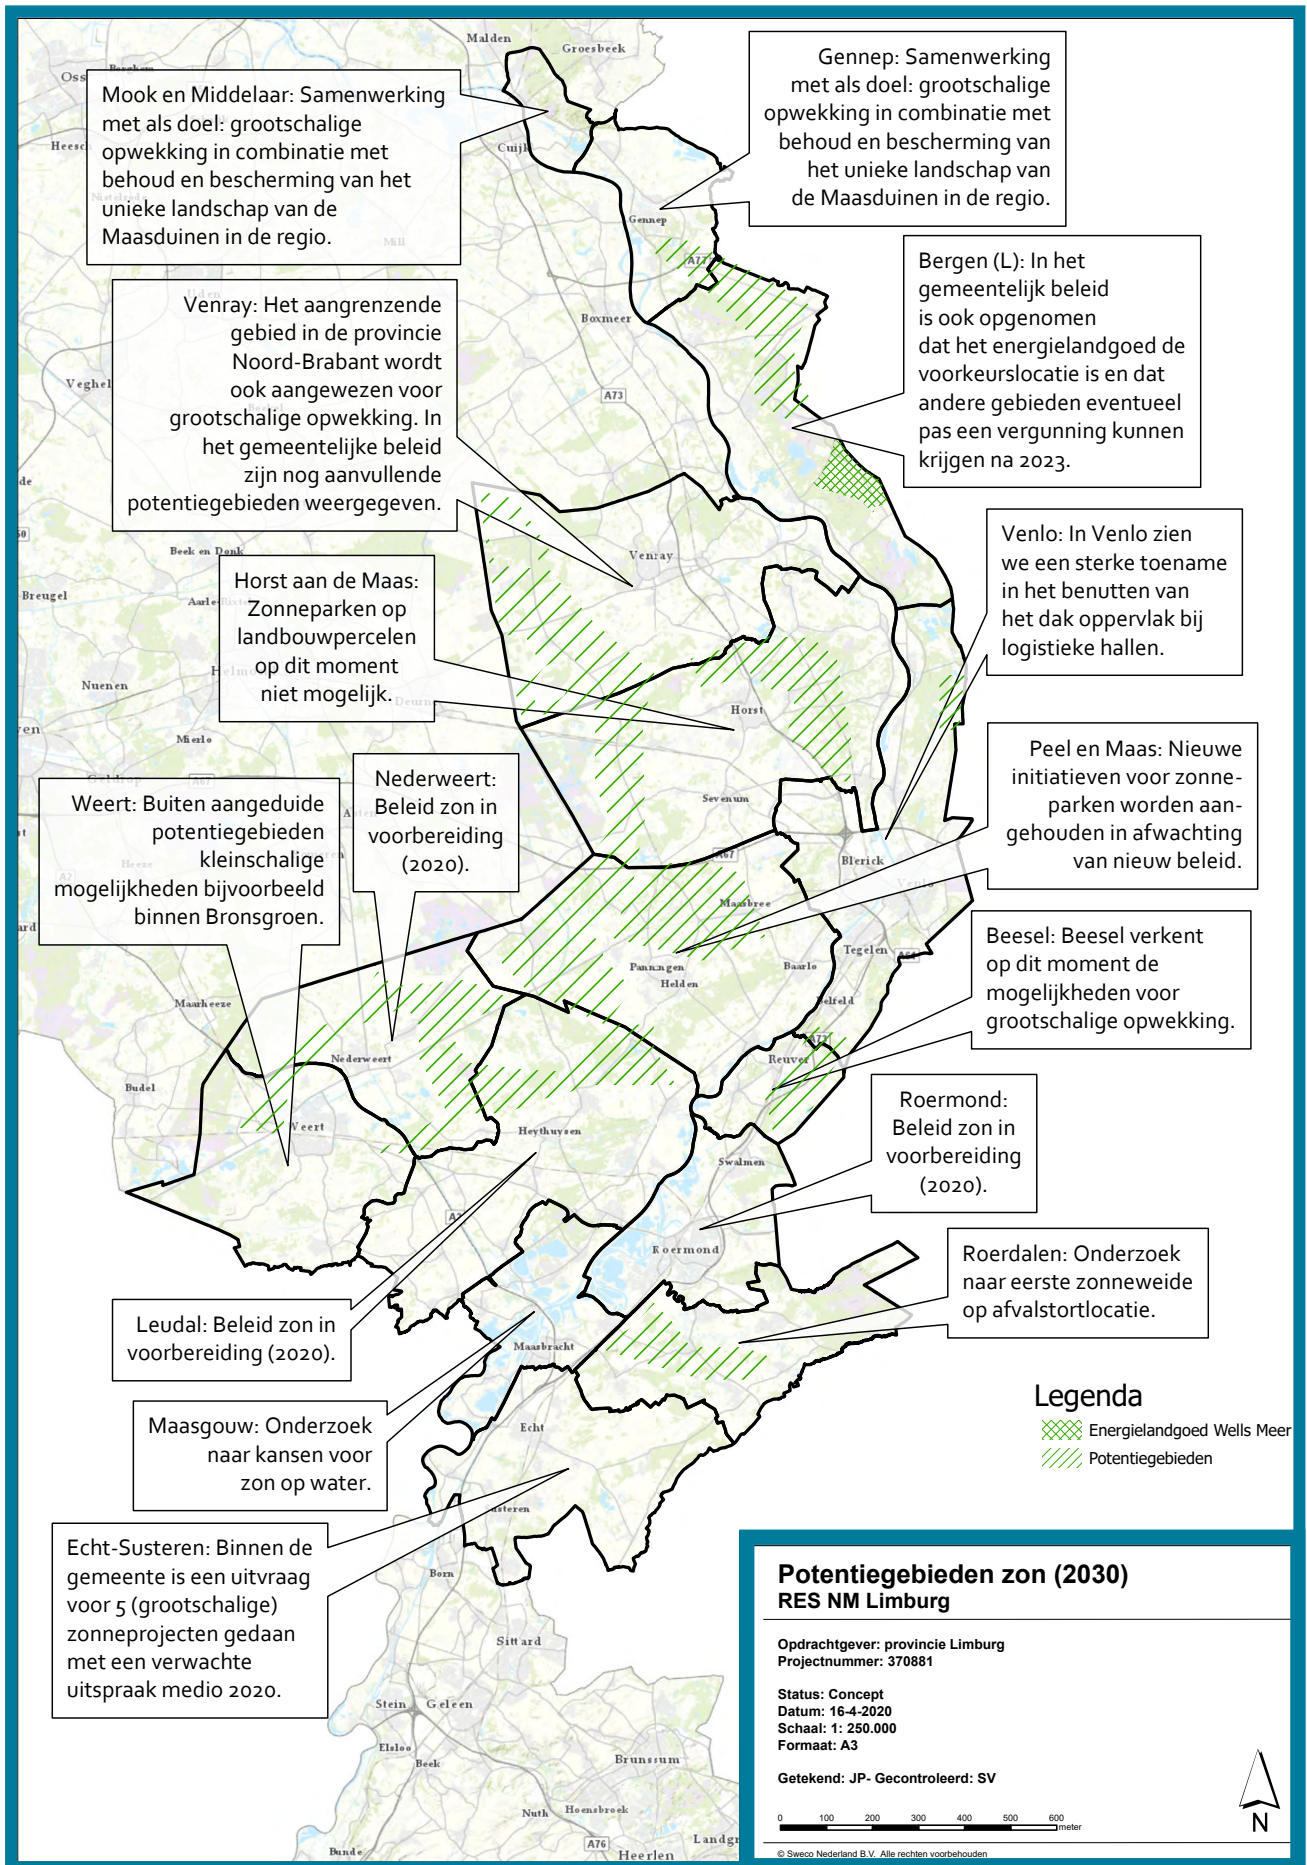 Mook en Middelaar: Samenwerking
met als doel: grootschalige
opwekking in combinatie met
behoud en bescherming van het
unieke landschap van de
Maasduinen in de regio.
Gennep: Samenwerking
met als doel: grootschalige
opwekking in combinatie met
behoud en bescherming van
het unieke landschap van
de Maasduinen in de regio.
Venray: Het aangrenzende
gebied in de provincie
Noord-Brabant wordt
ook aangewezen voor
grootschalige opwekking. In
het gemeentelijke beleid
zijn nog aanvullende
potentiegebieden weergegeven.
Bergen (L): In het
gemeentelijk beleid
is ook opgenomen
dat het energielandgoed de
voorkeurslocatie is en dat
andere gebieden eventueel
pas een vergunning kunnen
krijgen na 2023.
Horst aan de Maas:
Zonneparken op
landbouwpercelen
op dit moment
niet mogelijk.
Venlo: In Venlo zien
we een sterke toename
in het benutten van
het dak oppervlak bij
logistieke hallen.
Nederweert:
Beleid zon in
voorbereiding
(2020).
Weert: Buiten aangeduide
potentiegebieden
kleinschalige
mogelijkheden bijvoorbeeld
binnen Bronsgroen.
Peel en Maas: Nieuwe
initiatieven voor zonne-
parken worden aan-
gehouden in afwachting
van nieuw beleid.
Beesel: Beesel verkent
op dit moment de
mogelijkheden voor
grootschalige opwekking.
Roermond:
Beleid zon in
voorbereiding
(2020).
Roerdalen: Onderzoek
naar eerste zonneweide
op afvalstortlocatie.
Leudal: Beleid zon in
voorbereiding (2020).
Maasgouw: Onderzoek
naar kansen voor
zon op water.
Echt-Susteren: Binnen de
gemeente is een uitvraag
voor 5 (grootschalige)
zonneprojecten gedaan
met een verwachte
uitspraak medio 2020.
Malden
Groesbeek
Oss
Heesch
Cuijk
Mill
Gennep
A77
Boxmeer
Uden
Veghel
A73
Venray
Beek en Donk
Breugel
Aarle-Rixtel
Helmond
Deurne
Nuenen
Mierlo
Geldrop
A67
Horst
Sevenum
A67
Blerick
Venlo
Maasbree
Heeze
A2
Panningen
Helden
Baarlo
Tegelen
Belfeld
A73
Reuver
Maarheeze
Nederweert
Budel
Weert
Heythuysen
Swalmen
Roermond
Maasbracht
Echt
Susteren
Born
Sittard
Stein
Geleen
Elsloo
Beek
Brunssum
Nuth
Hoensbroek
A76
Heerlen
Landgr
Bunde
Legenda
Energielandgoed Wells Meer
Potentiegebieden
Potentiegebieden zon (2030)
RES NM Limburg
Opdrachtgever: provincie Limburg
Projectnummer: 370881
Status: Concept
Datum: 16-4-2020
Schaal: 1: 250.000
Formaat: A3
Getekend: JP- Gecontroleerd: SV
0 100 200 300 400 500 600
meter
N
© Sweco Nederland B.V. Alle rechten voorbehouden